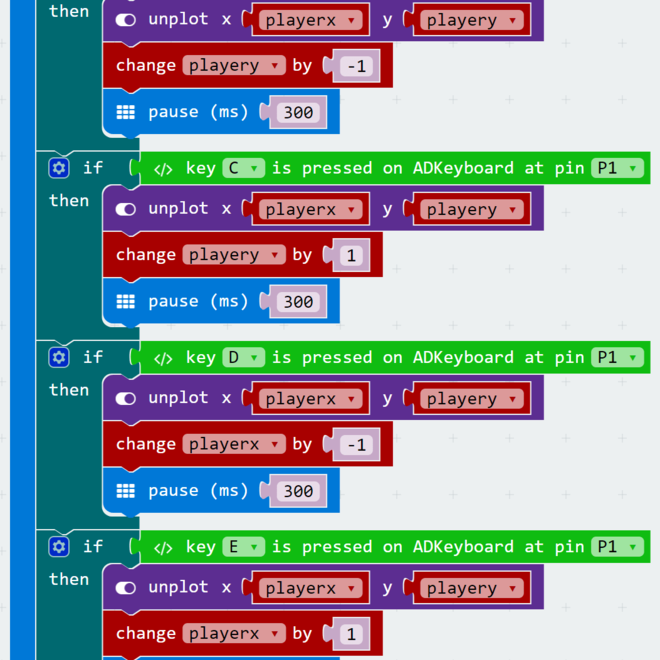 then unplot x playerx y playery
change playery by -1
pause (ms) 300
if </> key C is pressed on ADKeyboard at pin P1
then unplot x playerx y playery
change playery by 1
pause (ms) 300
if </> key D is pressed on ADKeyboard at pin P1
then unplot x playerx y playery
change playerx by -1
pause (ms) 300
if </> key E is pressed on ADKeyboard at pin P1
then unplot x playerx y playery
change playerx by 1